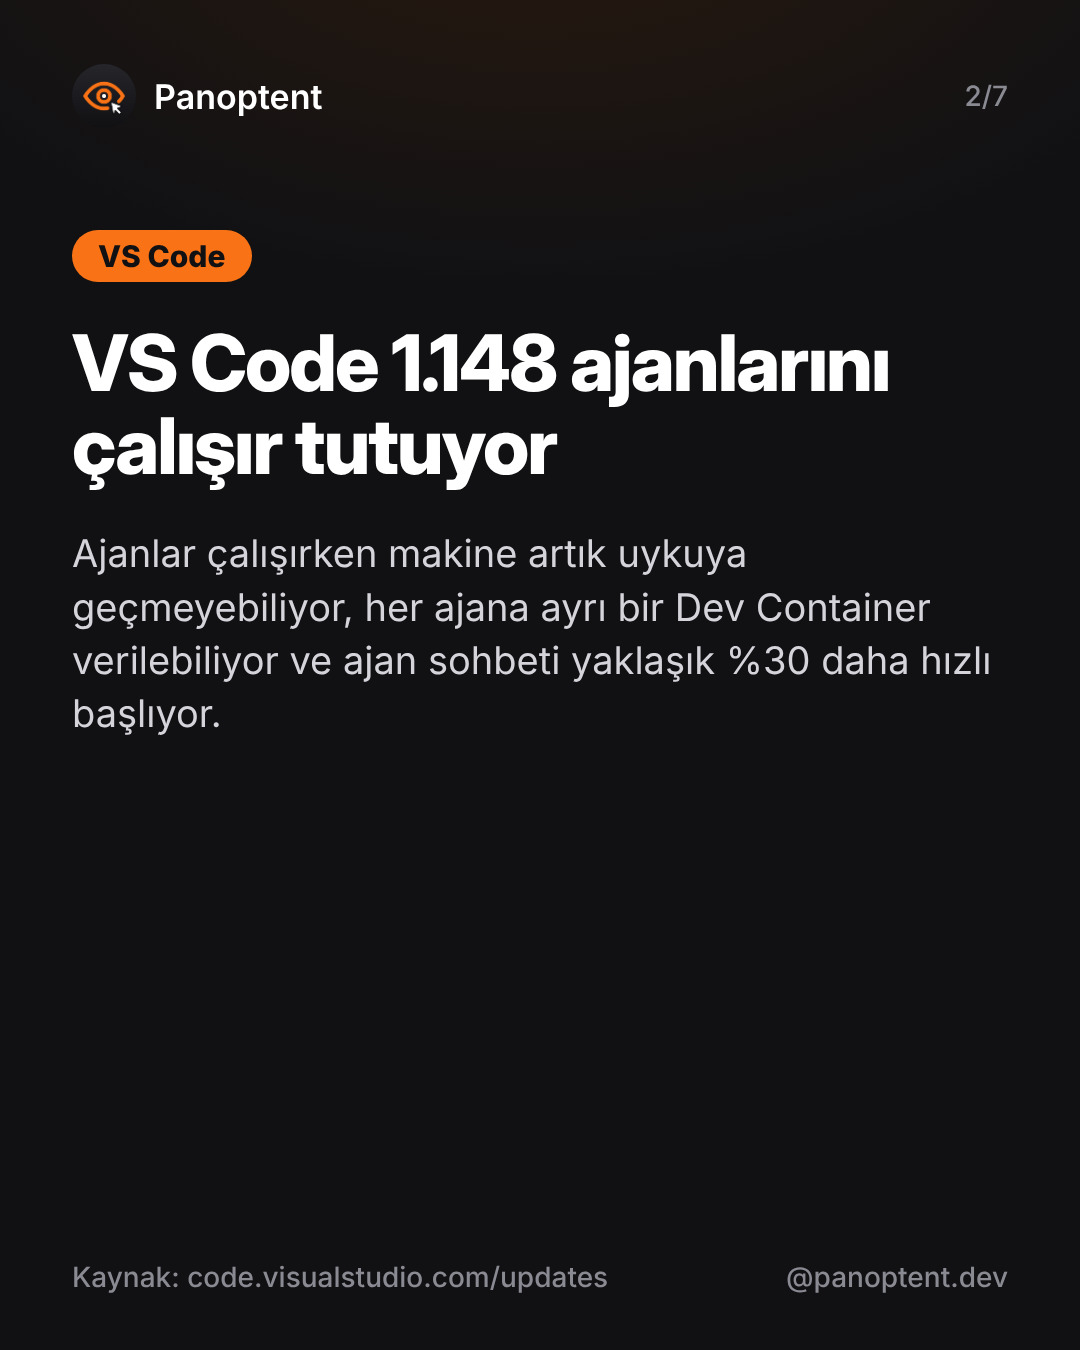 Panoptent
2/7
VS Code
VS Code 1.148 ajanlarını
çalışır tutuyor
Ajanlar çalışırken makine artık uykuya
geçmeyebiliyor, her ajana ayrı bir Dev Container
verilebiliyor ve ajan sohbeti yaklaşık %30 daha hızlı
başlıyor.
Kaynak: code.visualstudio.com/updates
@panoptent.dev